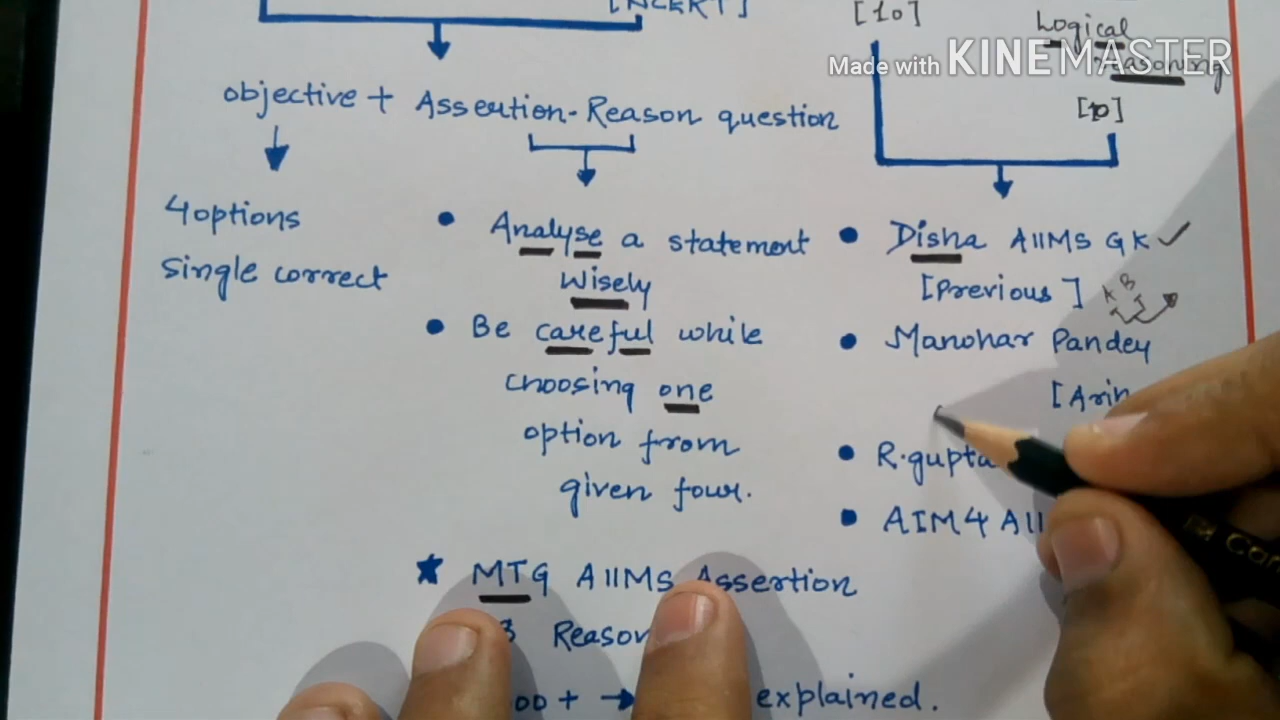 [NCERT]
[10]
Logical
Reasoning
Made with KINEMASTER
[10]
objective + Assertion-Reason question
4options
single correct
• Analyse a statement
Wisely
• Be careful while
choosing one
option from
given four.
★ MTG AIIMS Assertion
& Reason
explained.
• Disha AIIMS GK ✓
[Previous]
A B
• Manohar Pandey
• R.gupta
• AIM4